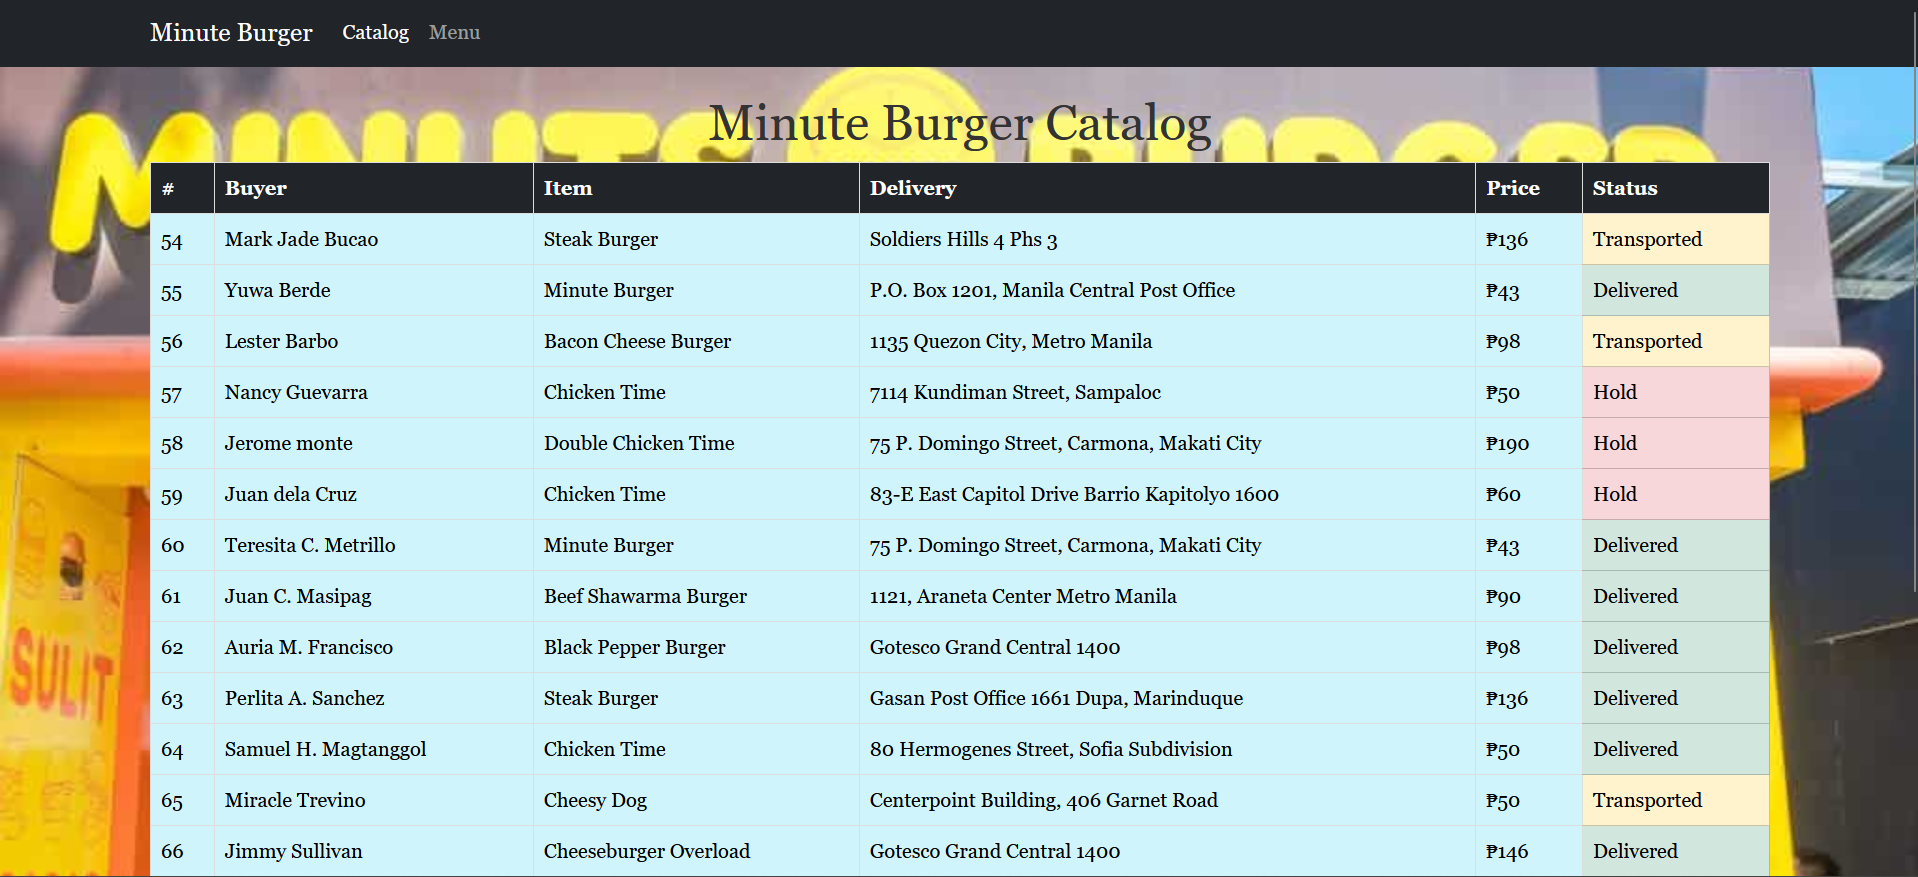 Minute Burger Catalog Menu
MINUTE BURGER
Minute Burger Catalog
# Buyer Item Delivery Price Status
54 Mark Jade Bucao Steak Burger Soldiers Hills 4 Phs 3 ₱136 Transported
55 Yuwa Berde Minute Burger P.O. Box 1201, Manila Central Post Office ₱43 Delivered
56 Lester Barbo Bacon Cheese Burger 1135 Quezon City, Metro Manila ₱98 Transported
57 Nancy Guevarra Chicken Time 7114 Kundiman Street, Sampaloc ₱50 Hold
58 Jerome monte Double Chicken Time 75 P. Domingo Street, Carmona, Makati City ₱190 Hold
59 Juan dela Cruz Chicken Time 83-E East Capitol Drive Barrio Kapitolyo 1600 ₱60 Hold
60 Teresita C. Metrillo Minute Burger 75 P. Domingo Street, Carmona, Makati City ₱43 Delivered
61 Juan C. Masipag Beef Shawarma Burger 1121, Araneta Center Metro Manila ₱90 Delivered
62 Auria M. Francisco Black Pepper Burger Gotesco Grand Central 1400 ₱98 Delivered
63 Perlita A. Sanchez Steak Burger Gasan Post Office 1661 Dupa, Marinduque ₱136 Delivered
64 Samuel H. Magtanggol Chicken Time 80 Hermogenes Street, Sofia Subdivision ₱50 Delivered
65 Miracle Trevino Cheesy Dog Centerpoint Building, 406 Garnet Road ₱50 Transported
66 Jimmy Sullivan Cheeseburger Overload Gotesco Grand Central 1400 ₱146 Delivered
SULIT